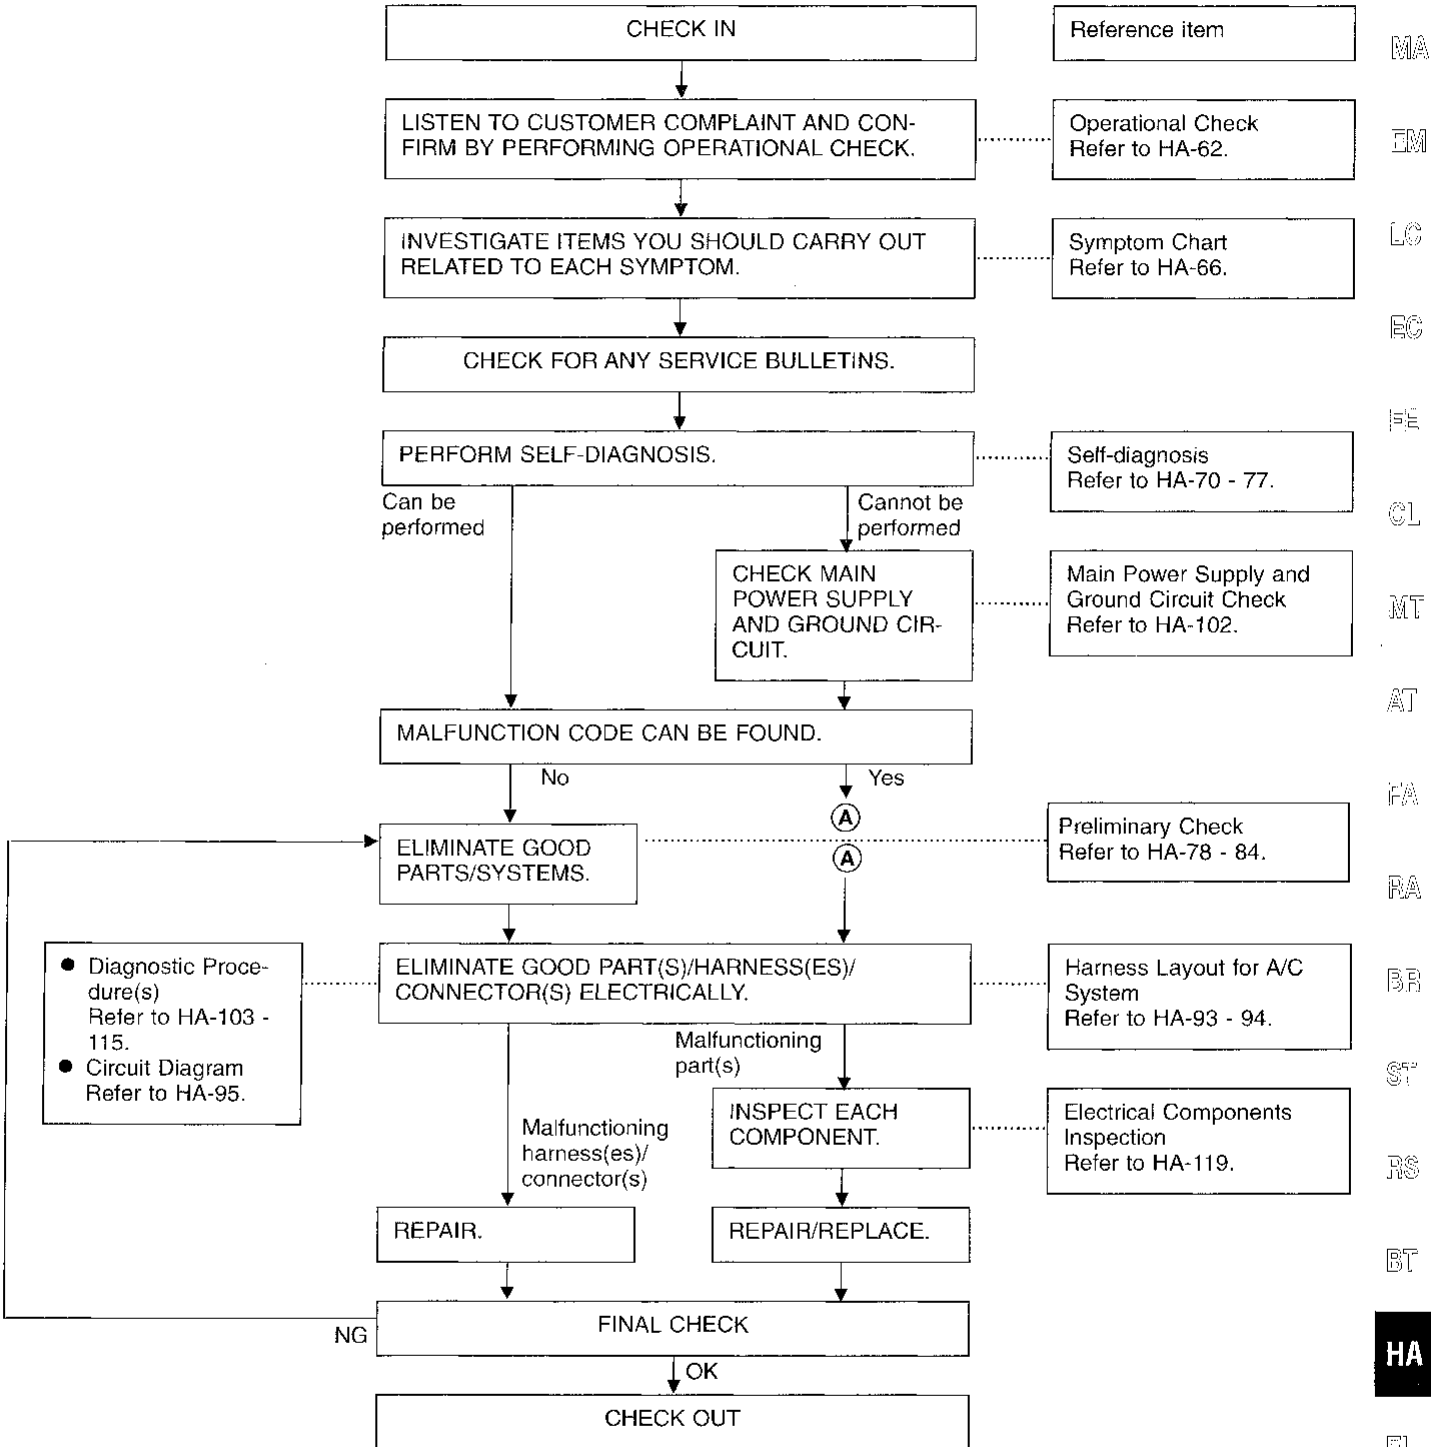 CHECK IN
Reference item
MA
LISTEN TO CUSTOMER COMPLAINT AND CON-
FIRM BY PERFORMING OPERATIONAL CHECK.
Operational Check
Refer to HA-62.
EM
INVESTIGATE ITEMS YOU SHOULD CARRY OUT
RELATED TO EACH SYMPTOM.
Symptom Chart
Refer to HA-66.
LC
EC
CHECK FOR ANY SERVICE BULLETINS.
FE
PERFORM SELF-DIAGNOSIS.
Self-diagnosis
Refer to HA-70 - 77.
Can be
performed
Cannot be
performed
CL
CHECK MAIN
POWER SUPPLY
AND GROUND CIR-
CUIT.
Main Power Supply and
Ground Circuit Check
Refer to HA-102.
MT
AT
MALFUNCTION CODE CAN BE FOUND.
No
Yes
FA
A
A
ELIMINATE GOOD
PARTS/SYSTEMS.
Preliminary Check
Refer to HA-78 - 84.
RA
● Diagnostic Proce-
dure(s)
Refer to HA-103 -
115.
● Circuit Diagram
Refer to HA-95.
ELIMINATE GOOD PART(S)/HARNESS(ES)/
CONNECTOR(S) ELECTRICALLY.
Harness Layout for A/C
System
Refer to HA-93 - 94.
BR
Malfunctioning
part(s)
ST
Malfunctioning
harness(es)/
connector(s)
INSPECT EACH
COMPONENT.
Electrical Components
Inspection
Refer to HA-119.
RS
REPAIR.
REPAIR/REPLACE.
BT
NG
FINAL CHECK
HA
OK
CHECK OUT